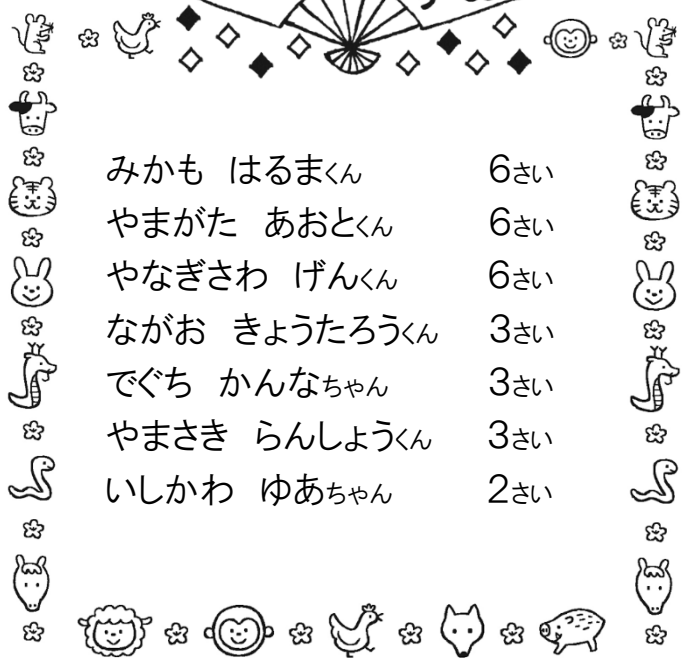 みかも はるまくん 6さい
やまがた あおとくん 6さい
やなぎさわ げんくん 6さい
ながお きょうたろうくん 3さい
でぐち かんなちゃん 3さい
やまさき らんしょうくん 3さい
いしかわ ゆあちゃん 2さい